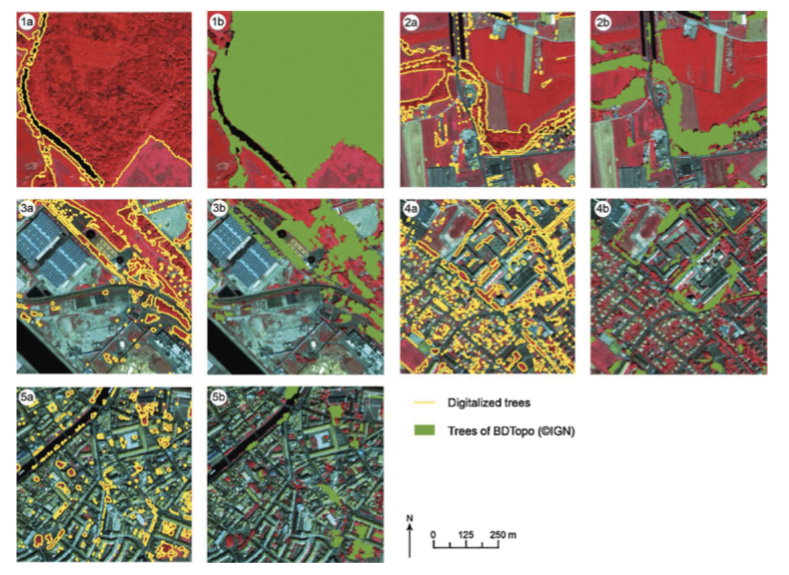 1a
1b
2a
2b
3a
3b
4a
4b
5a
5b
Digitalized trees
Trees of BDTopo (©IGN)
N
0 125 250 m